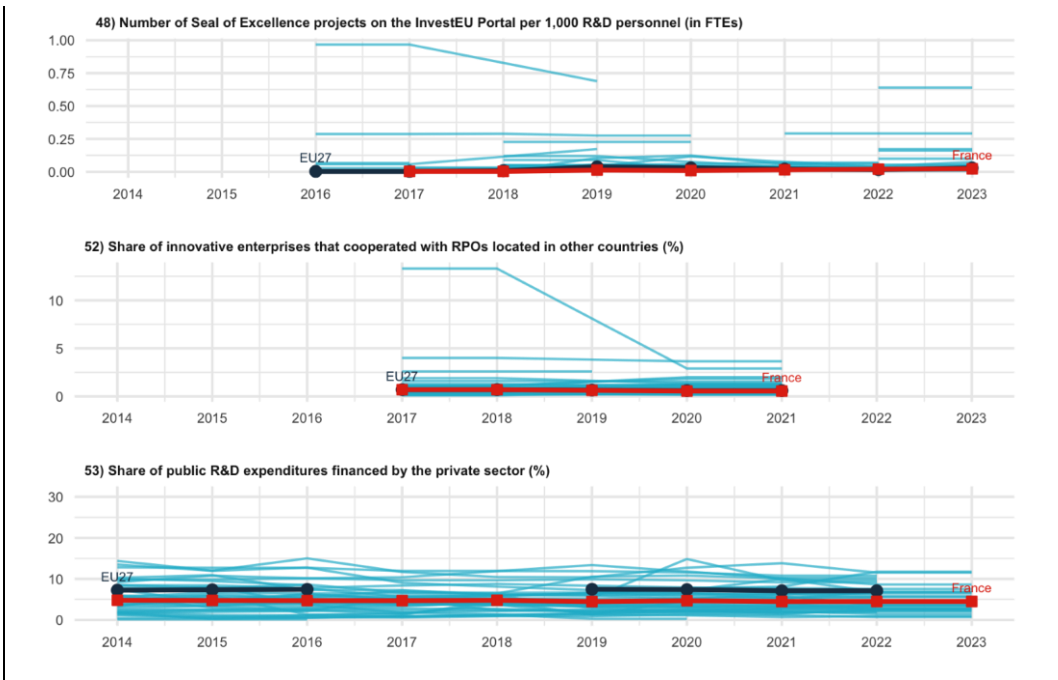 48) Number of Seal of Excellence projects on the InvestEU Portal per 1,000 R&D personnel (in FTEs)
1.00
0.75
0.50
0.25
0.00
EU27
France
2014 2015 2016 2017 2018 2019 2020 2021 2022 2023
52) Share of innovative enterprises that cooperated with RPOs located in other countries (%)
10
5
0
EU27
France
2014 2015 2016 2017 2018 2019 2020 2021 2022 2023
53) Share of public R&D expenditures financed by the private sector (%)
30
20
10
0
EU27
France
2014 2015 2016 2017 2018 2019 2020 2021 2022 2023